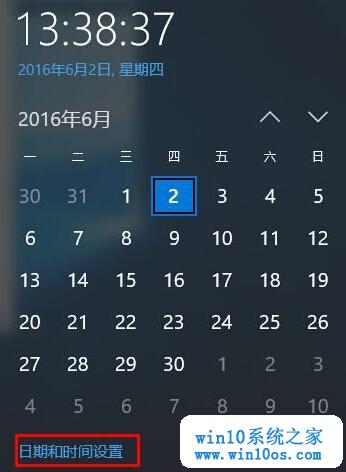 13:38:37
2016年6月2日, 星期四
2016年6月
一 二 三 四 五 六 日
30 31 1 2 3 4 5
6 7 8 9 10 11 12
13 14 15 16 17 18 19
20 21 22 23 24 25 26
27 28 29 30 1 2 3
4 5 6 7 8 9 10
日期和时间设置
win10系统之家
www.win10os.com